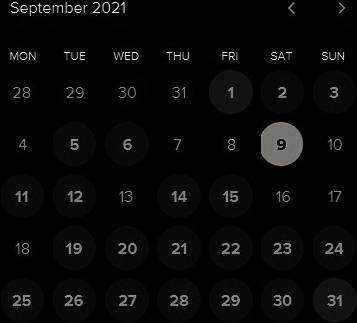 September 2021
MON TUE WED THU FRI SAT SUN
28 29 30 31 1 2 3
4 5 6 7 8 9 10
11 12 13 14 15 16 17
18 19 20 21 22 23 24
25 26 27 28 29 30 31